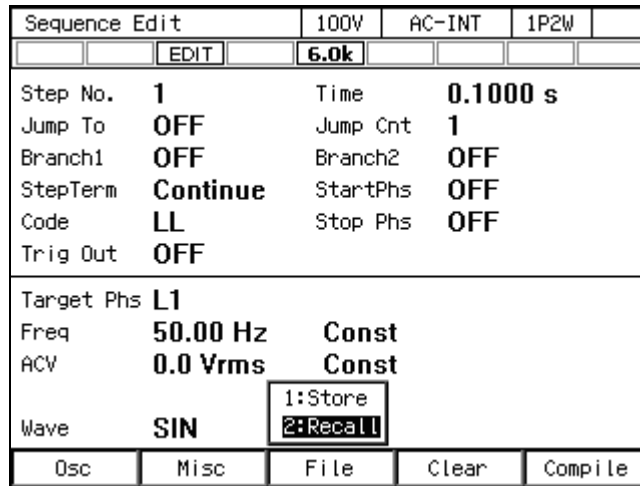 Sequence Edit 100V AC-INT 1P2W
EDIT 6.0k
Step No. 1 Time 0.1000 s
Jump To OFF Jump Cnt 1
Branch1 OFF Branch2 OFF
StepTerm Continue StartPhs OFF
Code LL Stop Phs OFF
Trig Out OFF
Target Phs L1
Freq 50.00 Hz Const
ACV 0.0 Vrms Const
1:Store
Wave SIN 2:Recall
Osc Misc File Clear Compile